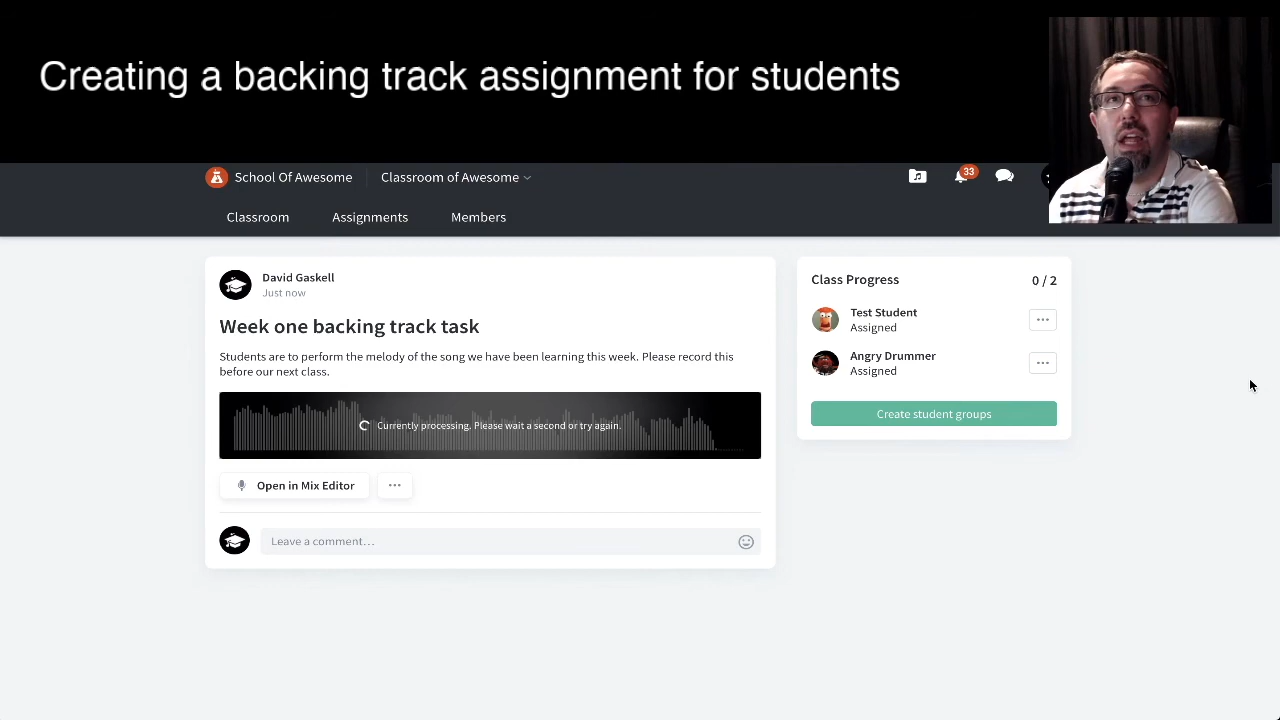 Creating a backing track assignment for students
School Of Awesome
Classroom of Awesome
33
Classroom
Assignments
Members
David Gaskell
Just now
Week one backing track task
Students are to perform the melody of the song we have been learning this week. Please record this
before our next class.
Currently processing. Please wait a second or try again.
Open in Mix Editor
Leave a comment…
Class Progress
0 / 2
Test Student
Assigned
Angry Drummer
Assigned
Create student groups